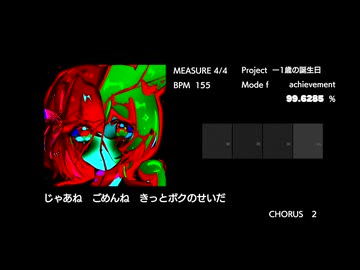 MEASURE 4/4 Project ー1歳の誕生日
BPM 155 Mode f achievement
99.6285 %
じゃあね ごめんね きっとボクのせいだ
CHORUS 2